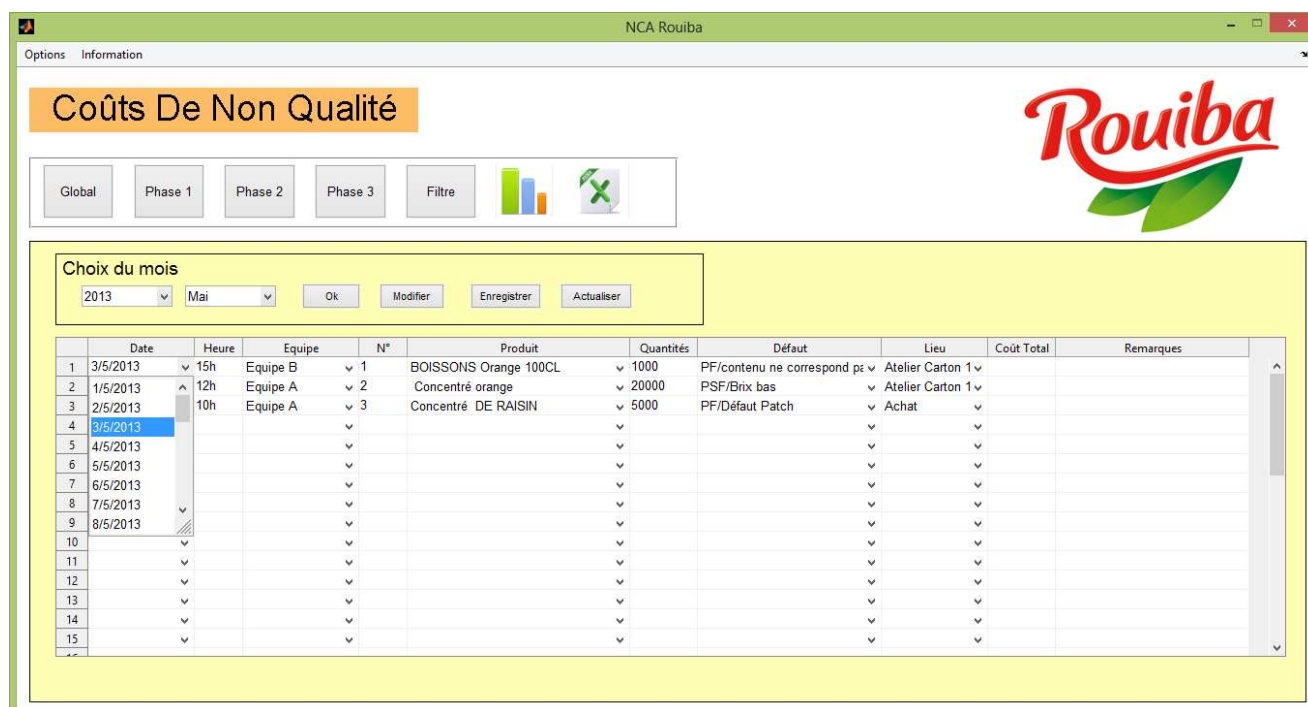 NCA Rouiba
Options Information
Coûts De Non Qualité
Rouiba
Global Phase 1 Phase 2 Phase 3 Filtre
Choix du mois
2013 Mai Ok Modifier Enregistrer Actualiser
Date Heure Equipe N° Produit Quantités Défaut Lieu Coût Total Remarques
1 3/5/2013 15h Equipe B 1 BOISSONS Orange 100CL 1000 PF/contenu ne correspond pa Atelier Carton 1
2 1/5/2013 12h Equipe A 2 Concentré orange 20000 PSF/Brix bas Atelier Carton 1
3 2/5/2013 10h Equipe A 3 Concentré DE RAISIN 5000 PF/Défaut Patch Achat
4 3/5/2013
5 4/5/2013
6 5/5/2013
7 6/5/2013
8 7/5/2013
9 8/5/2013
10
11
12
13
14
15